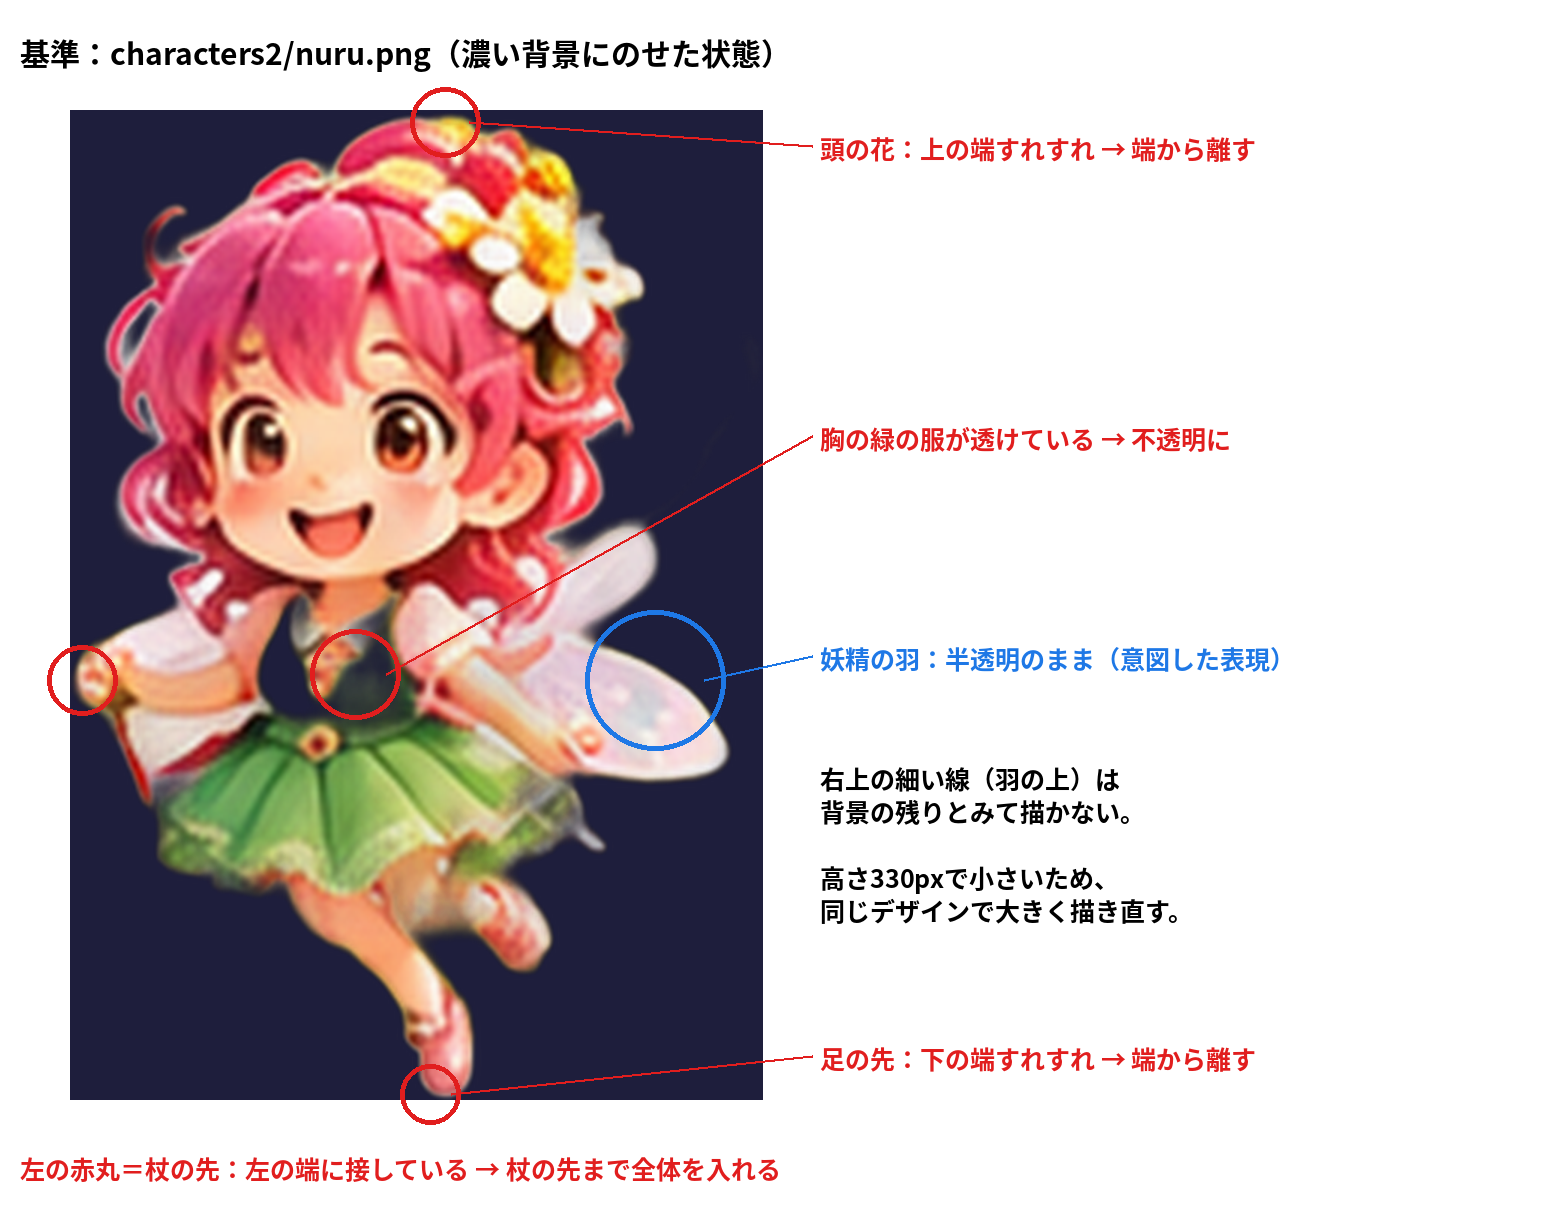 基準：characters2/nuru.png（濃い背景にのせた状態）
頭の花：上の端すれすれ → 端から離す
胸の緑の服が透けている → 不透明に
妖精の羽：半透明のまま（意図した表現）
右上の細い線（羽の上）は
背景の残りとみて描かない。
高さ330pxで小さいため、
同じデザインで大きく描き直す。
足の先：下の端すれすれ → 端から離す
左の赤丸＝杖の先：左の端に接している → 杖の先まで全体を入れる